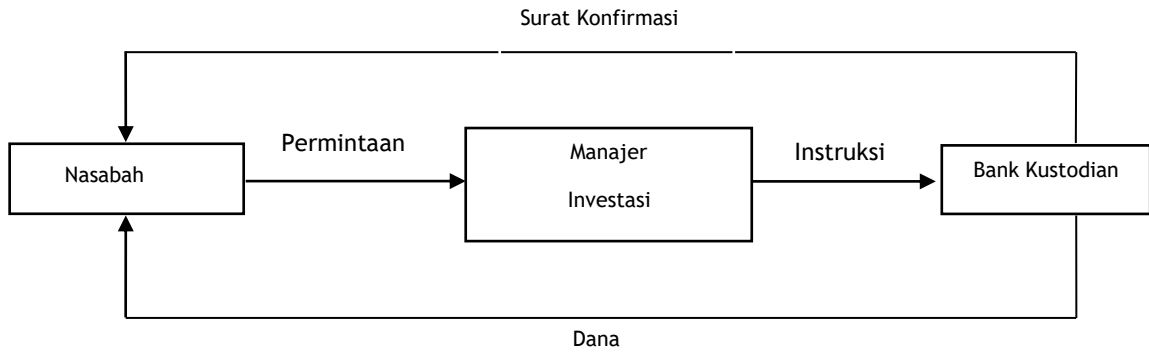 Surat Konfirmasi
Permintaan
Manajer
Instruksi
Nasabah
Bank Kustodian
Investasi
Dana